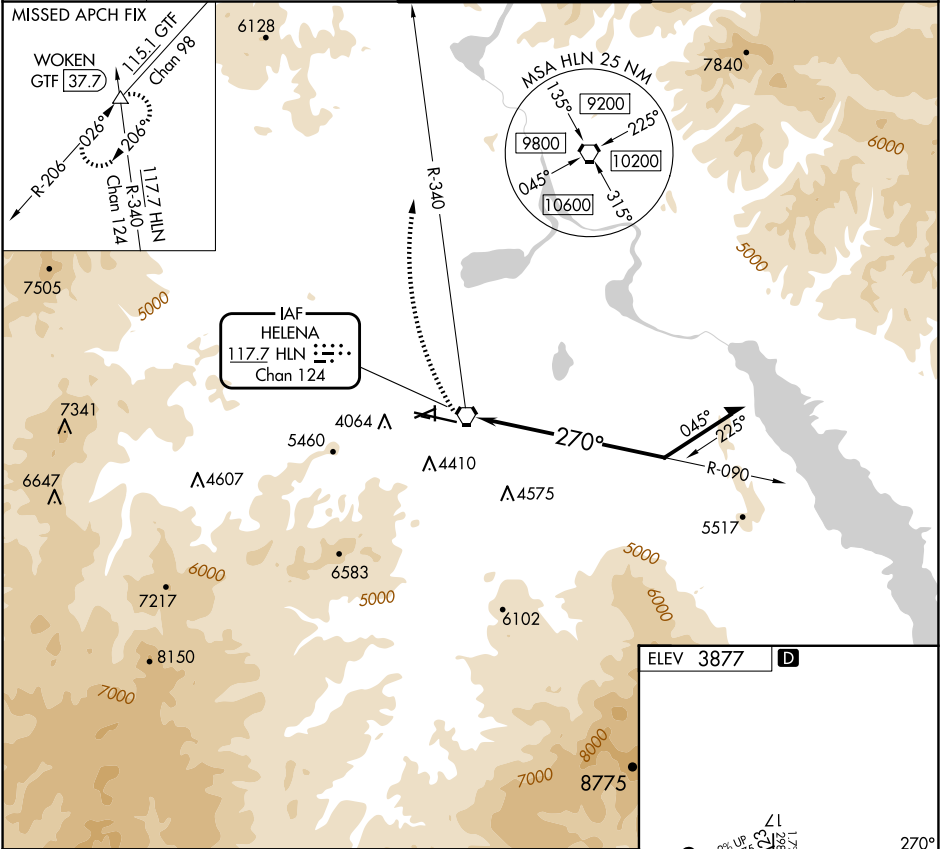 MISSED APCH FIX
WOKEN
GTF 37.7
115.1 GTF
Chan 98
026°
206°
R-206
117.7 HLN
R-340
Chan 124
6128
7840
R-340
MSA HLN 25 NM
135°
9200
225°
9800
10200
045°
10600
315°
6000
5000
7505
5000
IAF
HELENA
117.7 HLN
Chan 124
7341
4064
5460
270°
045°
225°
R-090
6647
4607
4410
4575
5517
6583
6000
5000
5000
6000
7217
6102
8150
7000
8000
7000
8775
ELEV 3877 D
17
270°